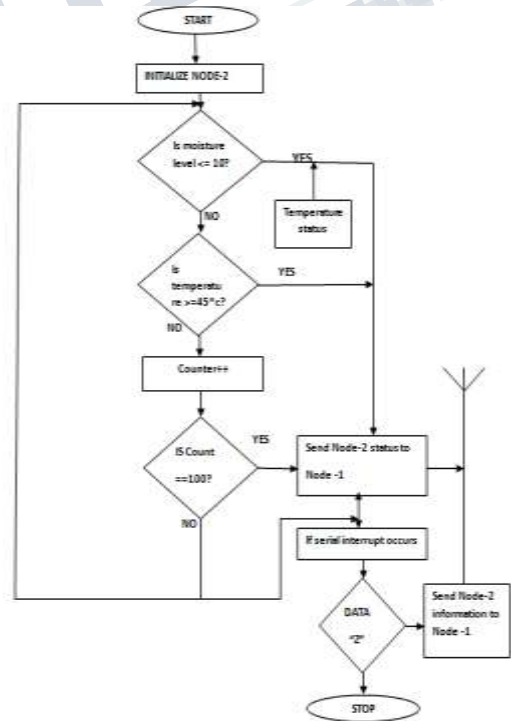 START
INITIALIZE NODE-2
Is moisture
level <= 10?
YES
Temperature
status
NO
Is
temperatu
re >=45°c?
YES
NO
Counter++
IS Count
==100?
YES
Send Node-2 status to
Node -1
NO
If serial interrupt occurs
DATA
"2"
Send Node-2
information to
Node -1
STOP